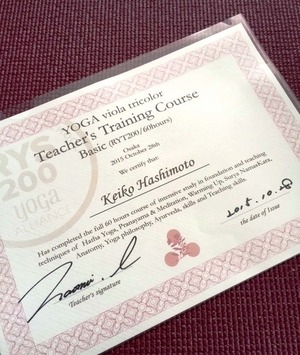 YOGA viola tricolor
Teacher's Training Course
Basic (RYT200/60hours)
Osaka
2015 October 28th
We certify that:
Keiko Hashimoto
Has completed the full 60 hours course of intensive study in foundation and teaching
techniques of Hatha Yoga, Pranayama & Meditation, Warming Up, Surya NamasKara,
Anatomy, Yoga philosophy, Ayurveda, skills and Teaching skills.
2015.10.28
the date of Issue
Teacher's signature
RYS
200
yoga